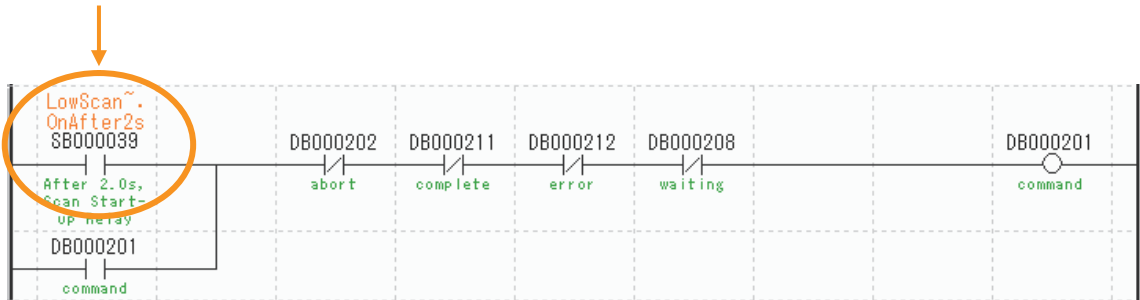 LowScan~.
OnAfter2s
SB000039
DB000202 DB000211 DB000212 DB000208 DB000201
After 2.0s, abort complete error waiting command
Scan Start-
up Relay
DB000201
command